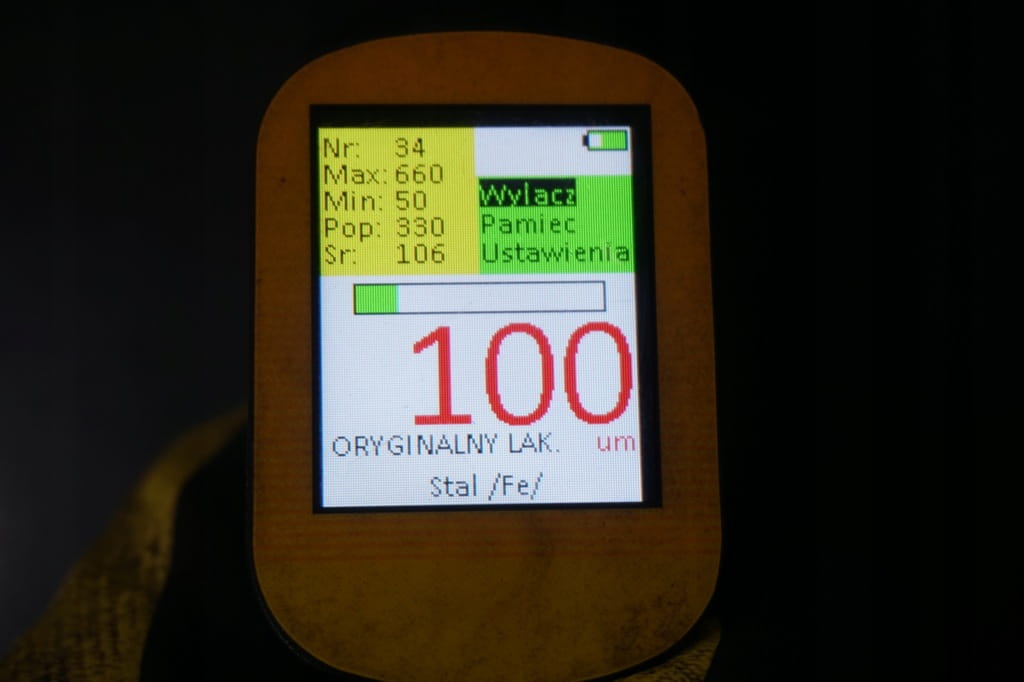 Nr: 34
Max: 660
Min: 50
Pop: 330
Sr: 106
Wylacz
Pamiec
Ustawienia
100
ORYGINALNY LAK. um
Stal /Fe/